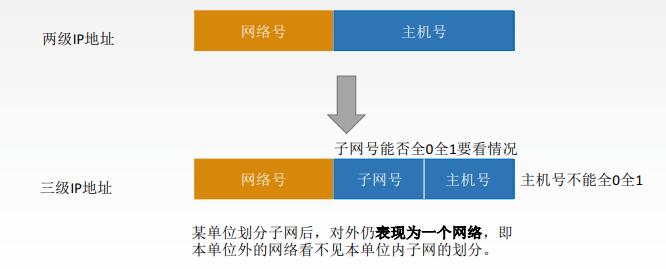 两级IP地址 网络号 主机号
子网号能否全0全1要看情况
三级IP地址 网络号 子网号 主机号 主机号不能全0全1
某单位划分子网后，对外仍表现为一个网络，即
本单位外的网络看不见本单位内子网的划分。